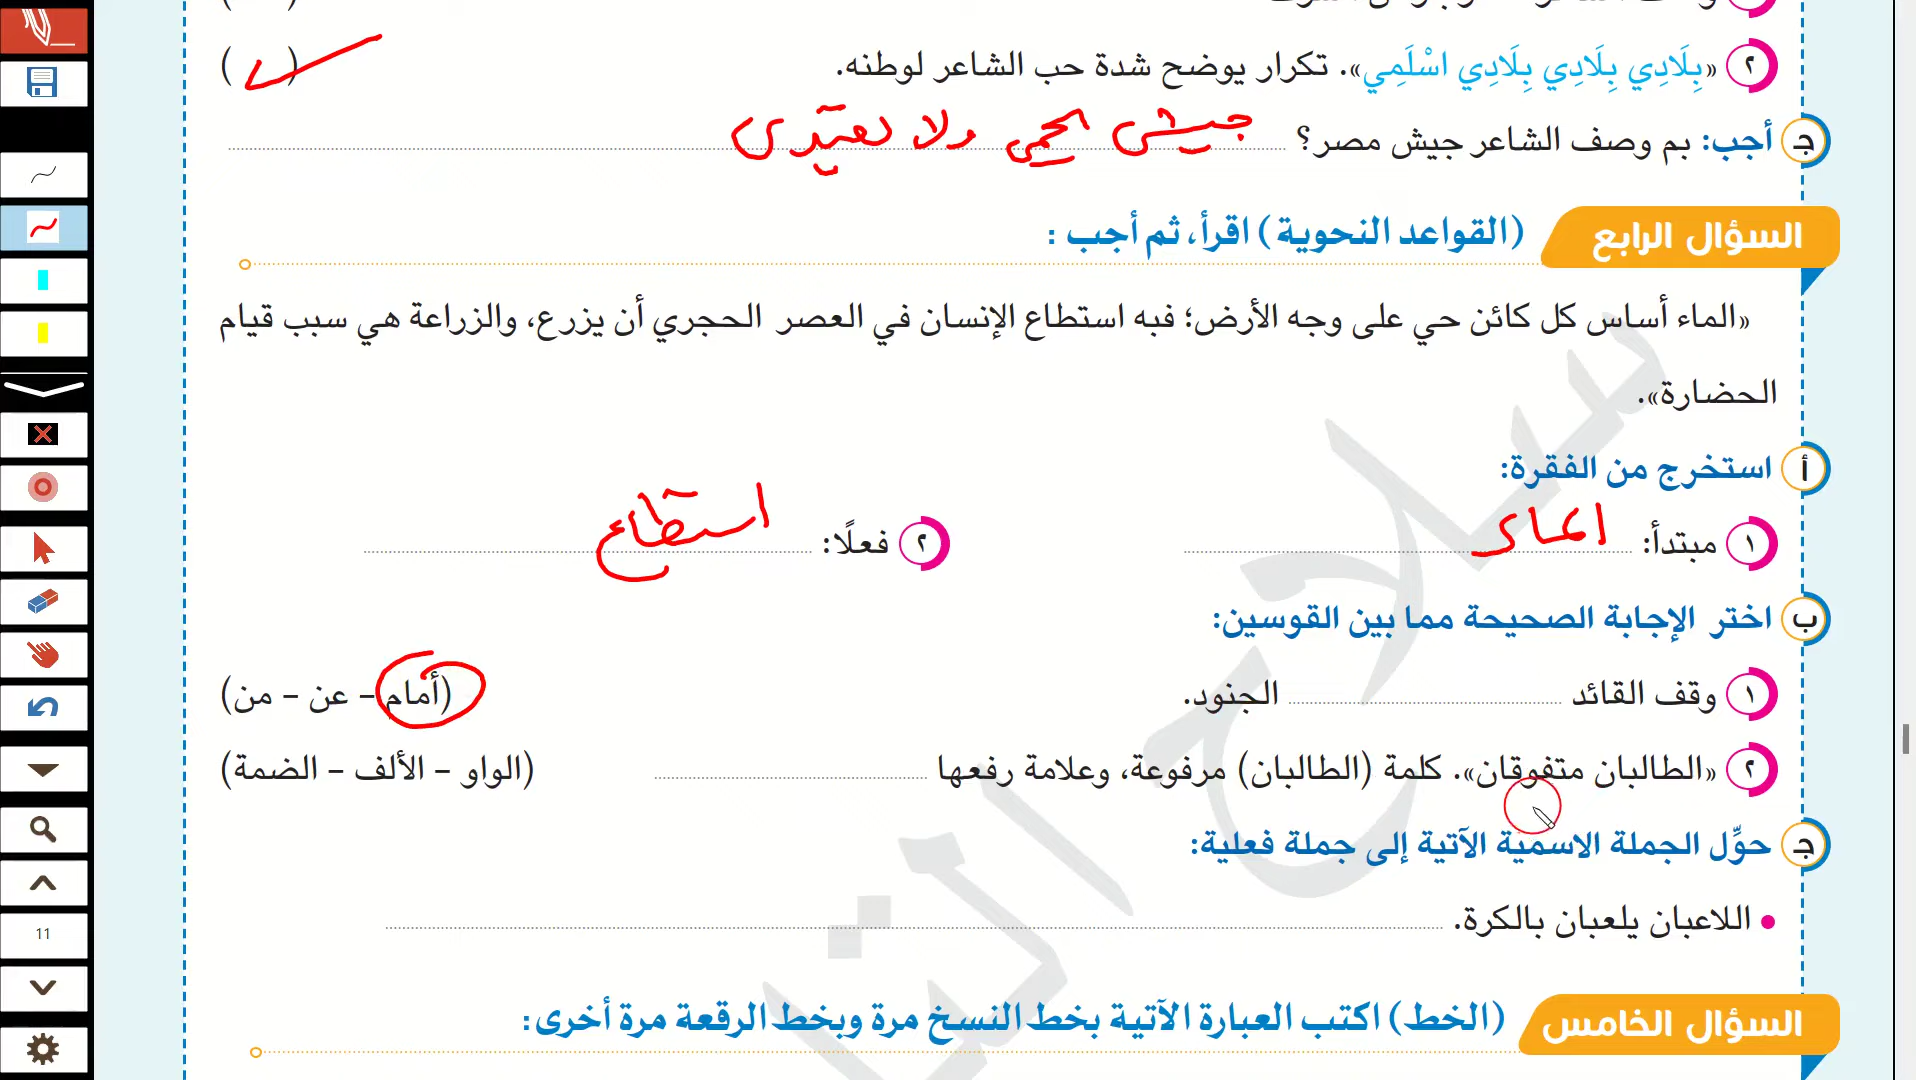 ② «بِلَادِي بِلَادِي بِلَادِي اسْلَمِي». تكرار يوضح شدة حب الشاعر لوطنه. ( ✓ )
ج أجب: بم وصف الشاعر جيش مصر؟ جيش الحمى ولا تعتدى
السؤال الرابع (القواعد النحوية) اقرأ، ثم أجب :
«الماء أساس كل كائن حي على وجه الأرض؛ فبه استطاع الإنسان في العصر الحجري أن يزرع، والزراعة هي سبب قيام
الحضارة».
أ استخرج من الفقرة:
١ مبتدأ: الماء ٢ فعلًا: استطاع
ب اختر الإجابة الصحيحة مما بين القوسين:
١ وقف القائد الجنود. (أمام – عن – من)
٢ «الطالبان متفوقان». كلمة (الطالبان) مرفوعة، وعلامة رفعها (الواو – الألف – الضمة)
ج حوِّل الجملة الاسمية الآتية إلى جملة فعلية:
• اللاعبان يلعبان بالكرة.
السؤال الخامس (الخط) اكتب العبارة الآتية بخط النسخ مرة وبخط الرقعة مرة أخرى:
11